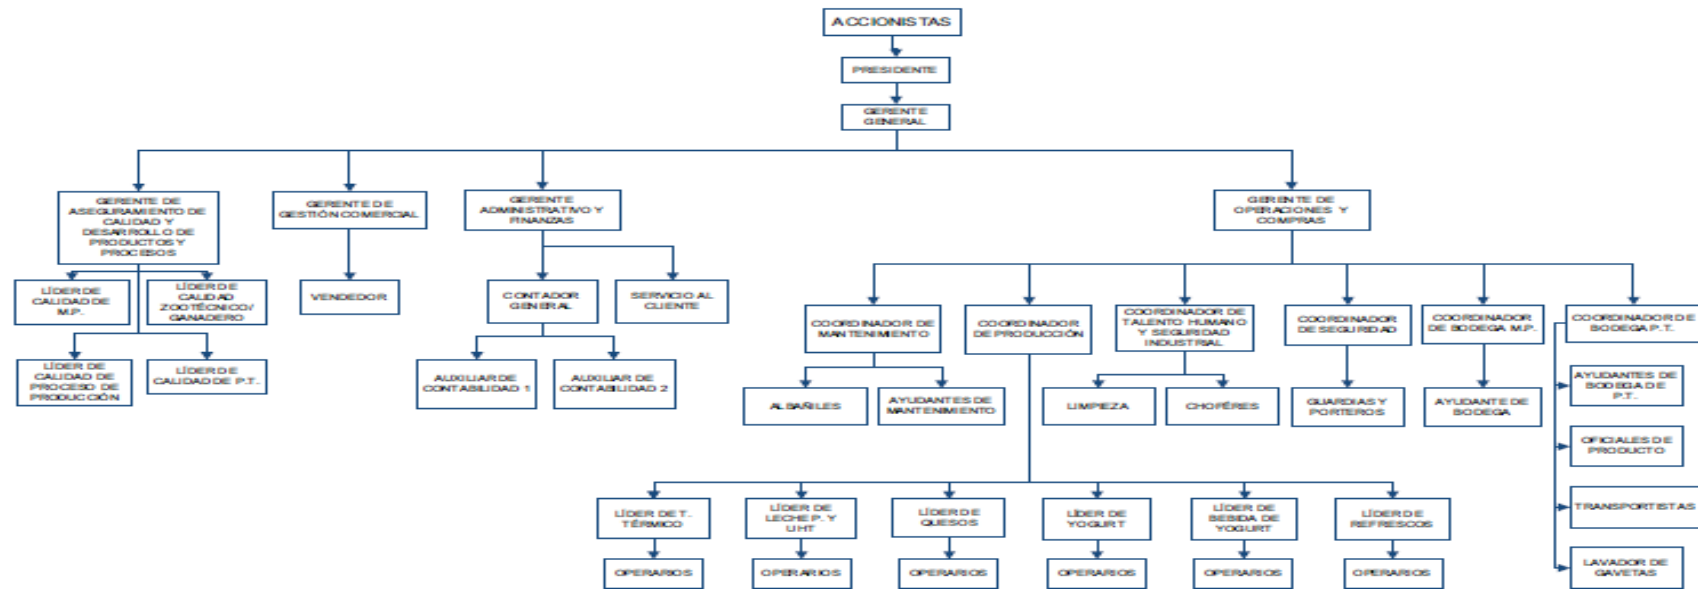 ACCIONISTAS
PRESIDENTE
GERENTE
GENERAL
GERENTE DE
ASEGURAMIENTO DE
CALIDAD Y
DESARROLLO DE
PRODUCTOS Y
PROCESOS
GERENTE DE
GESTIÓN COMERCIAL
GERENTE
ADMINISTRATIVO Y
FINANZAS
GERENTE DE
OPERACIONES Y
COMPRAS
LÍDER DE
CALIDAD DE
M.P.
LÍDER DE
CALIDAD
ZOOTÉCNICO/
GANADERO
VENDEDOR
CONTADOR
GENERAL
SERVICIO AL
CLIENTE
LÍDER DE
CALIDAD DE
PROCESO DE
PRODUCCIÓN
LÍDER DE
CALIDAD DE P.T.
AUXILIAR DE
CONTABILIDAD 1
AUXILIAR DE
CONTABILIDAD 2
COORDINADOR DE
MANTENIMIENTO
COORDINADOR
DE PRODUCCIÓN
COORDINADOR DE
TALENTO HUMANO
Y SEGURIDAD
INDUSTRIAL
COORDINADOR
DE SEGURIDAD
COORDINADOR
DE BODEGA M.P.
COORDINADOR DE
BODEGA P.T.
ALBAÑILES
AYUDANTES DE
MANTENIMIENTO
LIMPIEZA
CHOFÉRES
GUARDIAS Y
PORTEROS
AYUDANTE DE
BODEGA
AYUDANTES DE
BODEGA DE
P.T.
OFICIALES DE
PRODUCTO
TRANSPORTISTAS
LAVADOR DE
GAVETAS
LÍDER DE T.
TÉRMICO
LÍDER DE
LECHE P. Y
UHT
LÍDER DE
QUESOS
LÍDER DE
YOGURT
LÍDER DE
BEBIDA DE
YOGURT
LÍDER DE
REFRESCOS
OPERARIOS
OPERARIOS
OPERARIOS
OPERARIOS
OPERARIOS
OPERARIOS